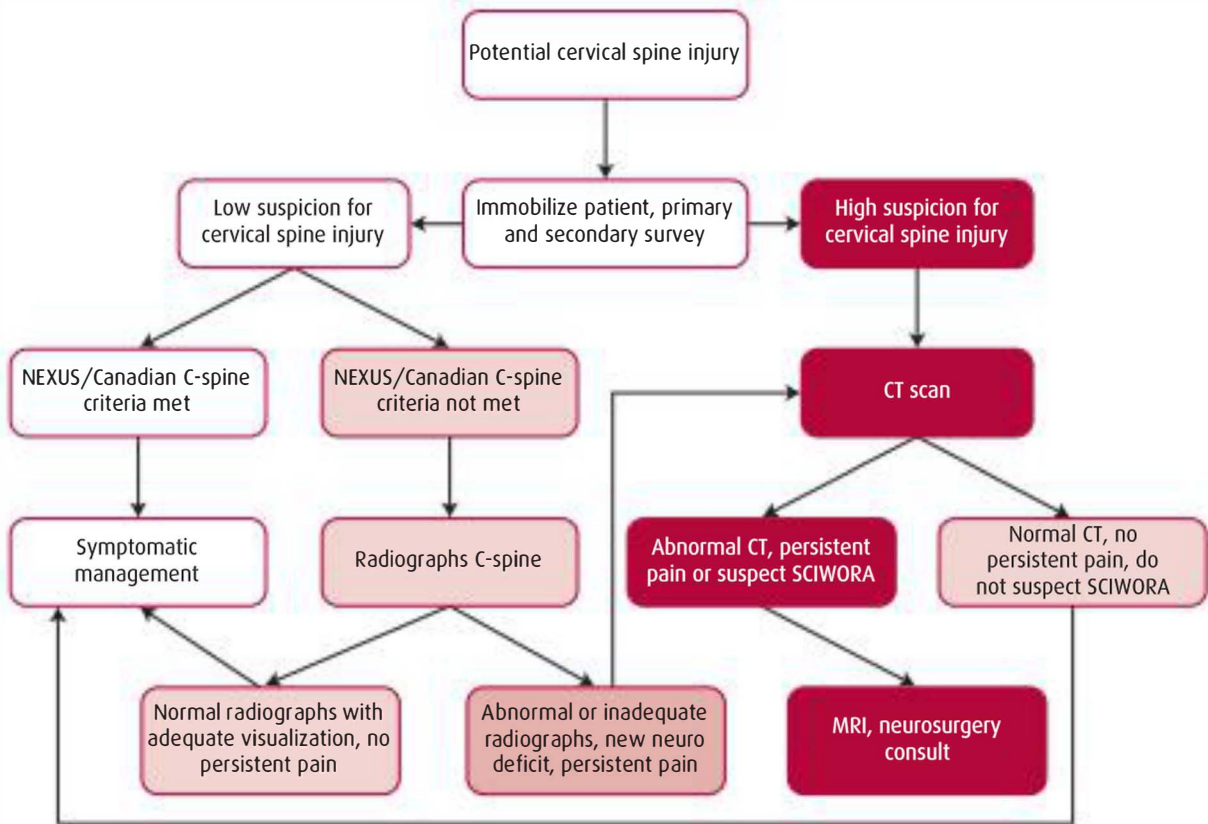 Potential cervical spine injury
Low suspicion for
cervical spine injury
Immobilize patient, primary
and secondary survey
High suspicion for
cervical spine injury
NEXUS/Canadian C-spine
criteria met
NEXUS/Canadian C-spine
criteria not met
CT scan
Symptomatic
management
Radiographs C-spine
Abnormal CT, persistent
pain or suspect SCIWORA
Normal CT, no
persistent pain, do
not suspect SCIWORA
Normal radiographs with
adequate visualization, no
persistent pain
Abnormal or inadequate
radiographs, new neuro
deficit, persistent pain
MRI, neurosurgery
consult